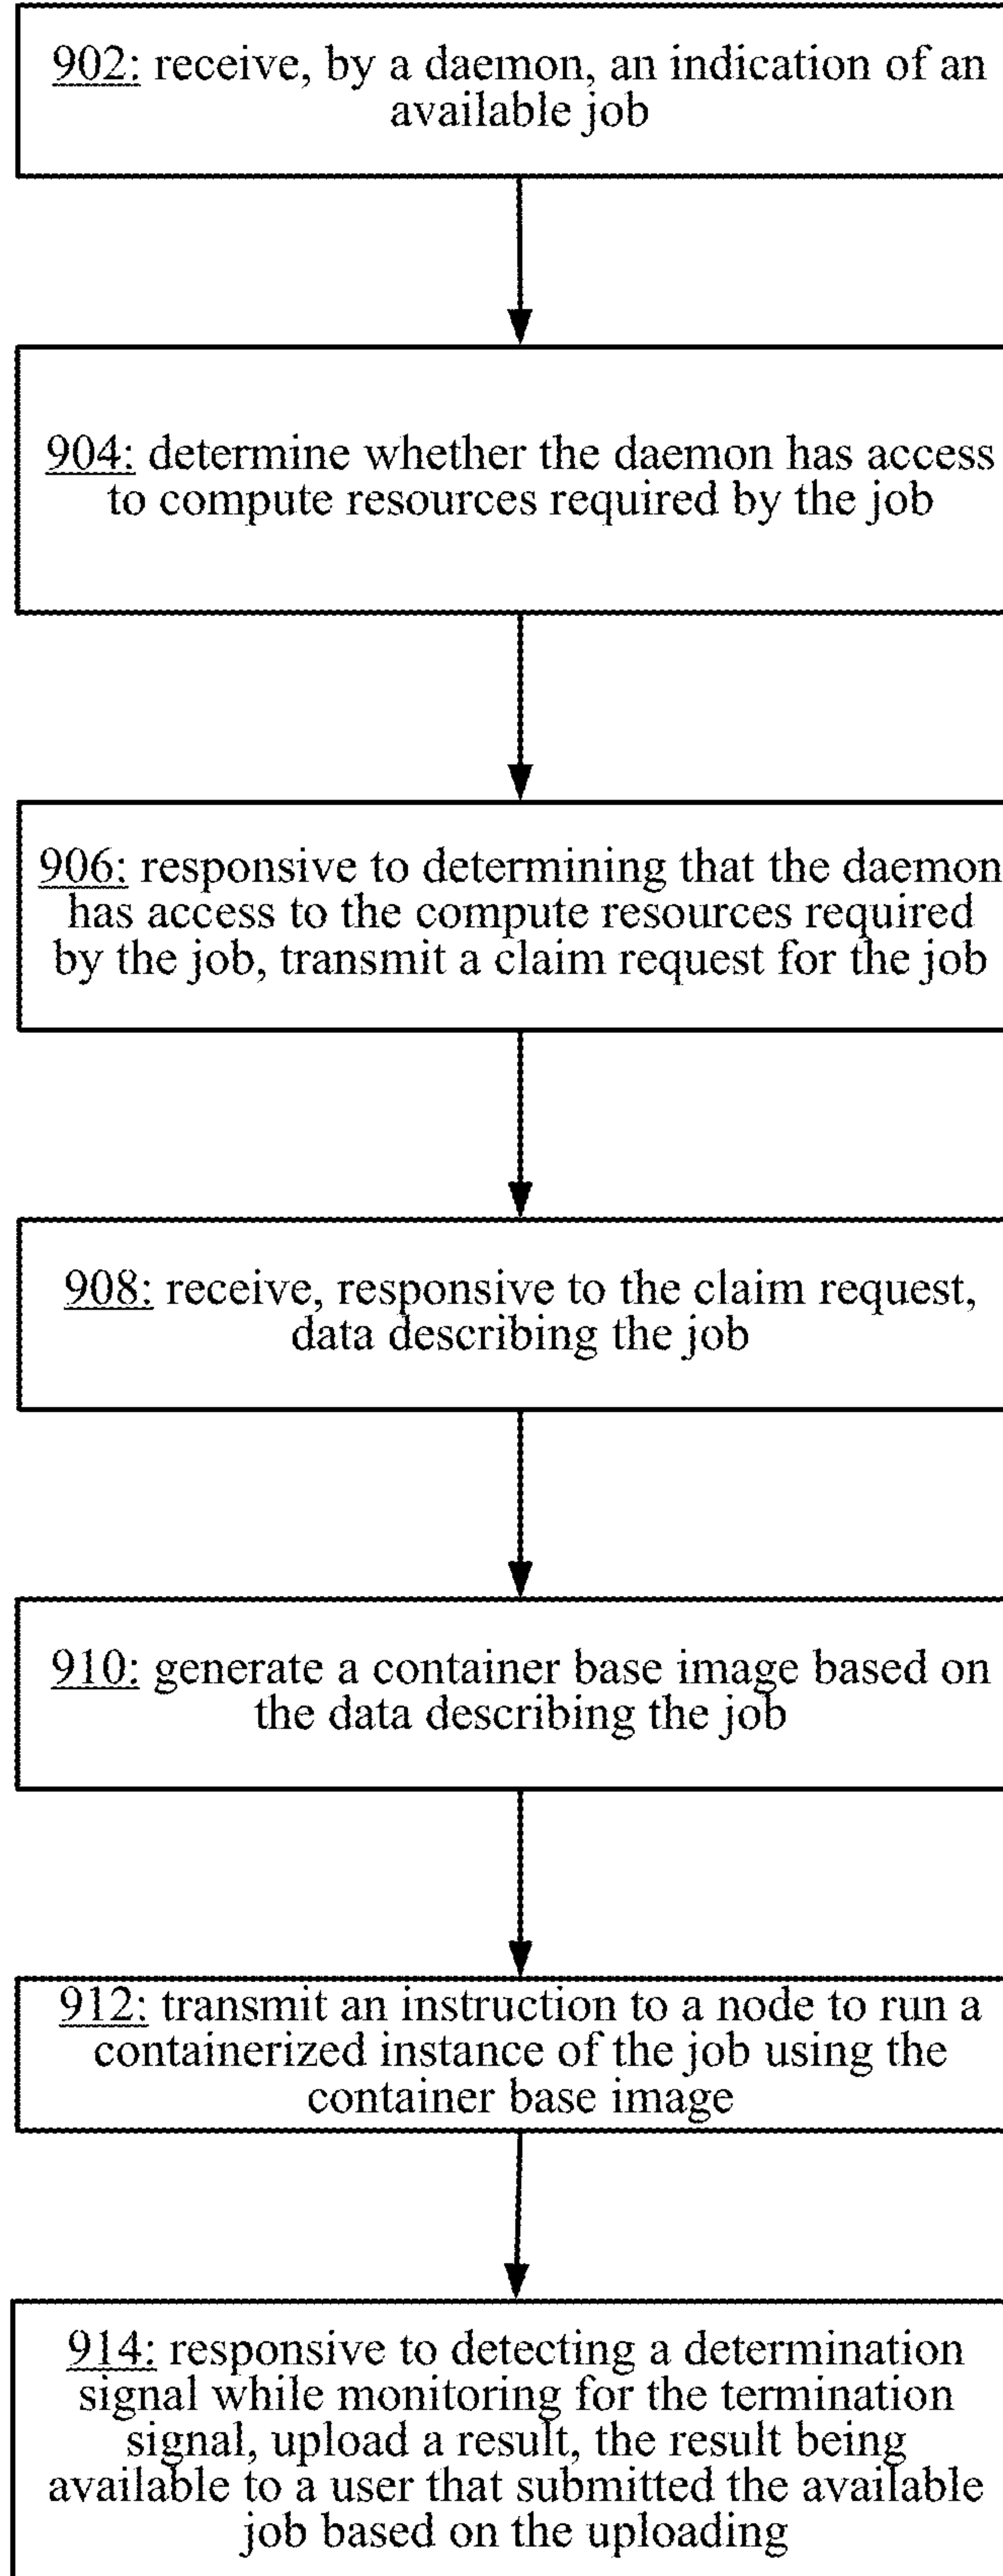 902: receive, by a daemon, an indication of an
available job
904: determine whether the daemon has access
to compute resources required by the job
906: responsive to determining that the daemon
has access to the compute resources required
by the job, transmit a claim request for the job
908: receive, responsive to the claim request,
data describing the job
910: generate a container base image based on
the data describing the job
912: transmit an instruction to a node to run a
containerized instance of the job using the
container base image
914: responsive to detecting a determination
signal while monitoring for the termination
signal, upload a result, the result being
available to a user that submitted the available
job based on the uploading